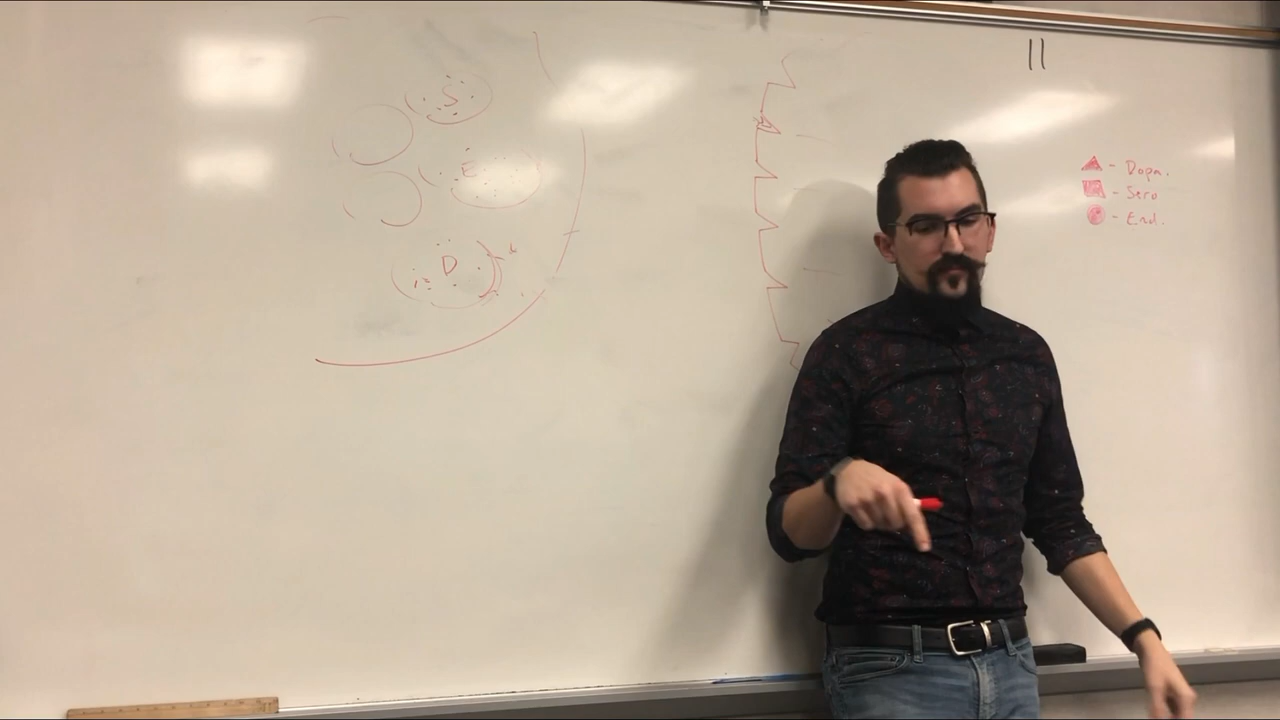 S
E
D
11
- Dopa.
- Sero
- End.